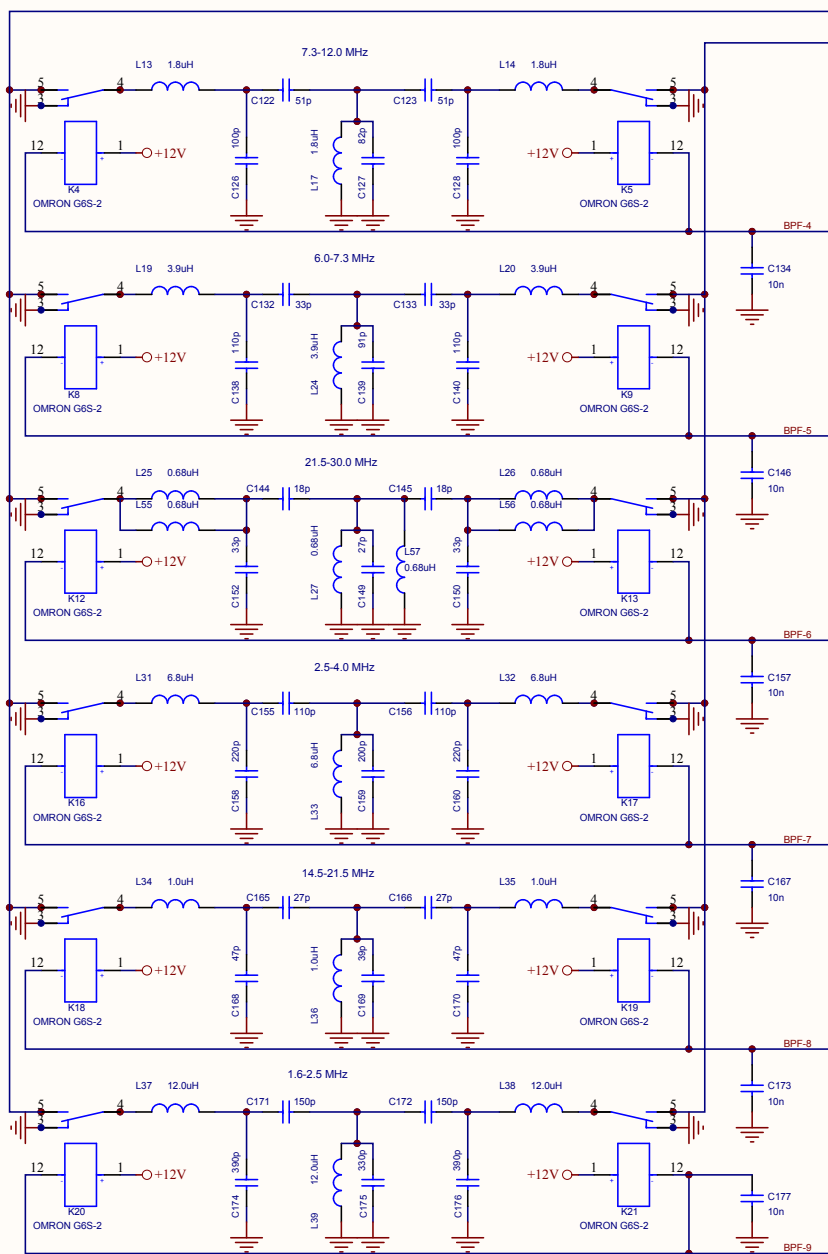 7.3-12.0 MHz
L13 1.8uH
L14 1.8uH
5 4
4 5
3
3
C122 51p
C123 51p
100p
1.8uH
82p
100p
12 1 +12V
+12V 1 12
- +
+ -
K4
K5
OMRON G6S-2
OMRON G6S-2
C126
L17
C127
C128
BPF-4
6.0-7.3 MHz
C134
10n
L19 3.9uH
L20 3.9uH
5 4
4 5
3
3
C132 33p
C133 33p
110p
3.9uH
91p
110p
12 1 +12V
+12V 1 12
- +
+ -
K8
K9
OMRON G6S-2
OMRON G6S-2
C138
L24
C139
C140
BPF-5
21.5-30.0 MHz
C146
10n
L25 0.68uH
L26 0.68uH
5 4
4 5
3
3
C144 18p
C145 18p
L55 0.68uH
L56 0.68uH
33p
0.68uH
27p
L57
0.68uH
33p
12 1 +12V
+12V 1 12
- +
+ -
K12
K13
OMRON G6S-2
OMRON G6S-2
C152
L27
C149
C150
BPF-6
2.5-4.0 MHz
C157
10n
L31 6.8uH
L32 6.8uH
5 4
4 5
3
3
C155 110p
C156 110p
220p
6.8uH
200p
220p
12 1 +12V
+12V 1 12
- +
+ -
K16
K17
OMRON G6S-2
OMRON G6S-2
C158
L33
C159
C160
BPF-7
14.5-21.5 MHz
C167
10n
L34 1.0uH
L35 1.0uH
5 4
4 5
3
3
C165 27p
C166 27p
47p
1.0uH
39p
47p
12 1 +12V
+12V 1 12
- +
+ -
K18
K19
OMRON G6S-2
OMRON G6S-2
C168
L36
C169
C170
BPF-8
1.6-2.5 MHz
C173
10n
L37 12.0uH
L38 12.0uH
5 4
4 5
3
3
C171 150p
C172 150p
390p
12.0uH
330p
390p
12 1 +12V
+12V 1 12
- +
+ -
K20
K21
OMRON G6S-2
OMRON G6S-2
C174
L39
C175
C176
C177
10n
BPF-9